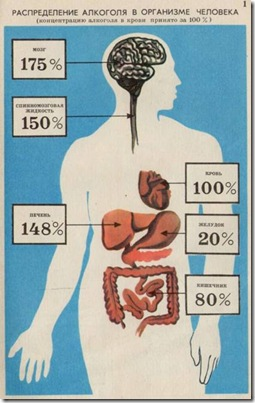 1
РАСПРЕДЕЛЕНИЕ АЛКОГОЛЯ В ОРГАНИЗМЕ ЧЕЛОВЕКА
(концентрацию алкоголя в крови принято за 100 %)
МОЗГ
175%
СПИННОМОЗГОВАЯ
ЖИДКОСТЬ
150%
КРОВЬ
100%
ПЕЧЕНЬ
148%
ЖЕЛУДОК
20%
КИШЕЧНИК
80%